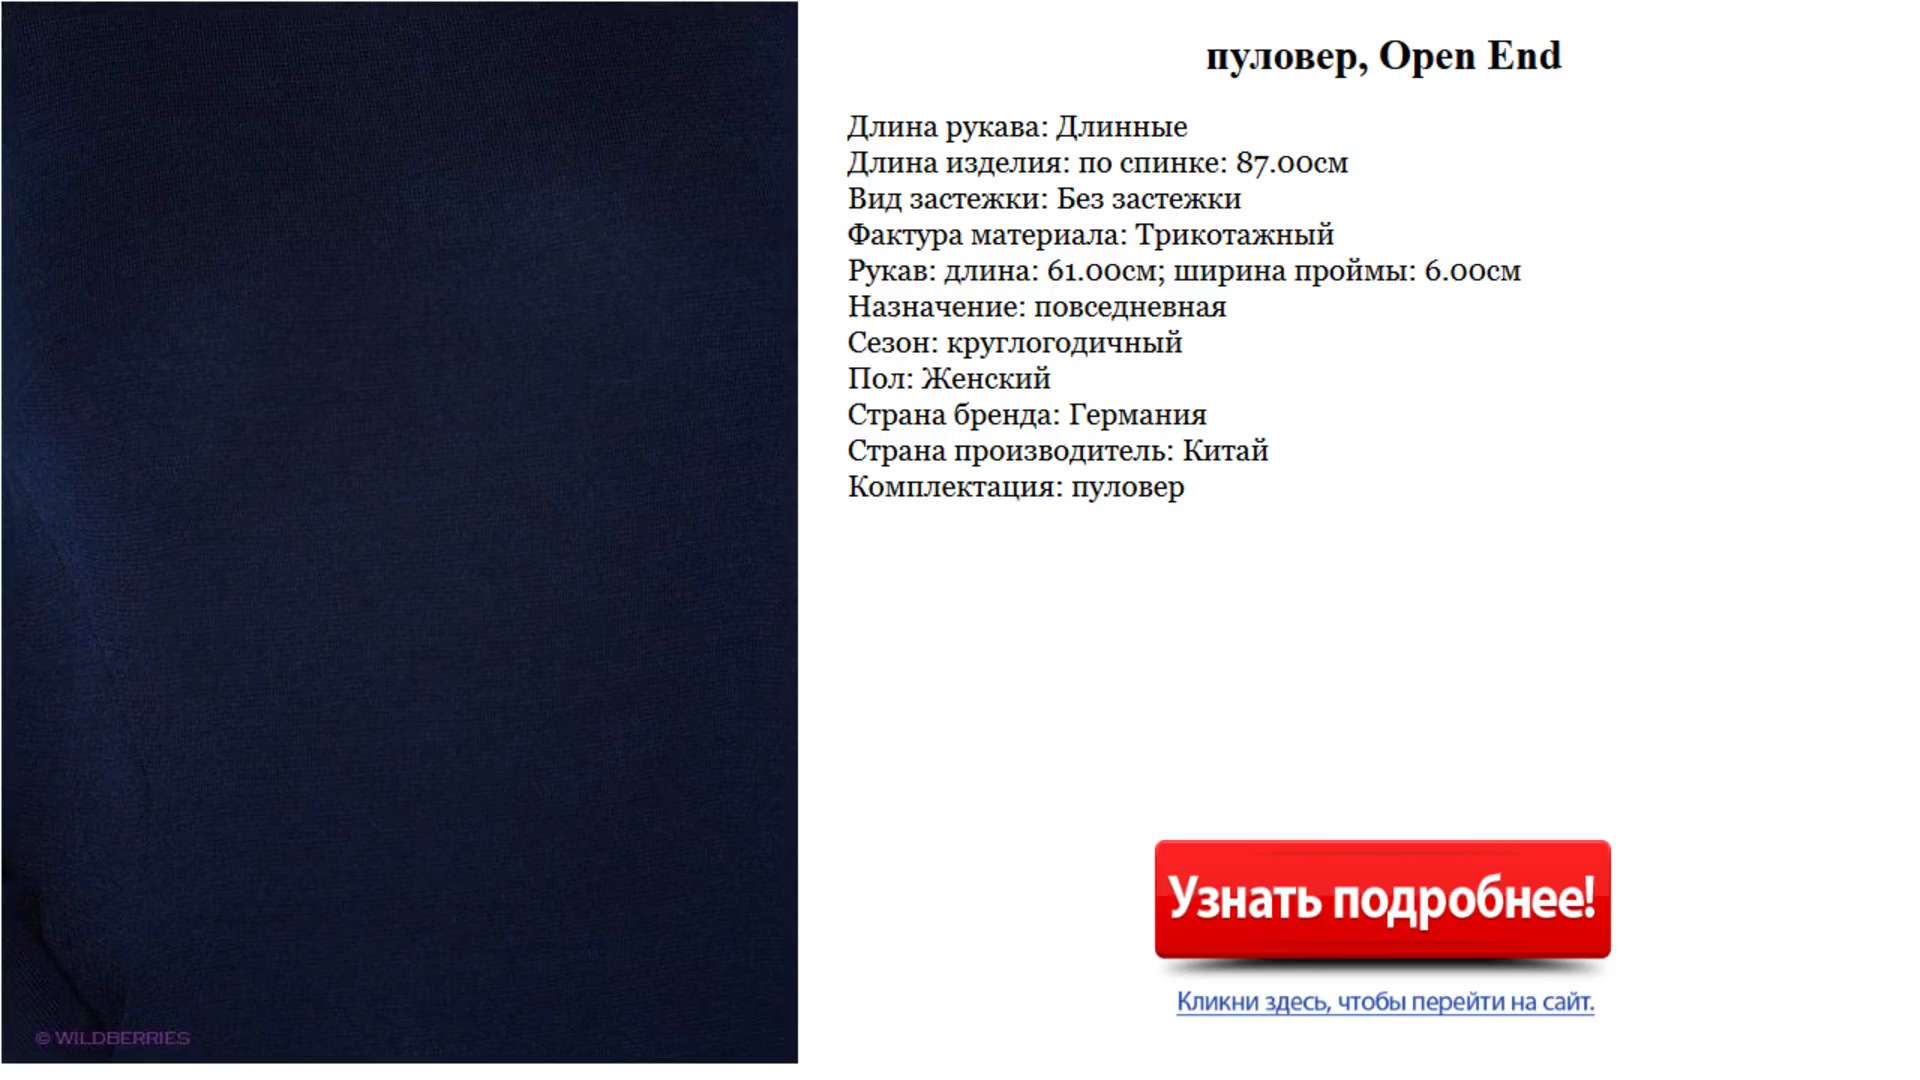 пуловер, Open End
Длина рукава: Длинные
Длина изделия: по спинке: 87.00см
Вид застежки: Без застежки
Фактура материала: Трикотажный
Рукав: длина: 61.00см; ширина проймы: 6.00см
Назначение: повседневная
Сезон: круглогодичный
Пол: Женский
Страна бренда: Германия
Страна производитель: Китай
Комплектация: пуловер
Узнать подробнее!
Кликни здесь, чтобы перейти на сайт.
© WILDBERRIES